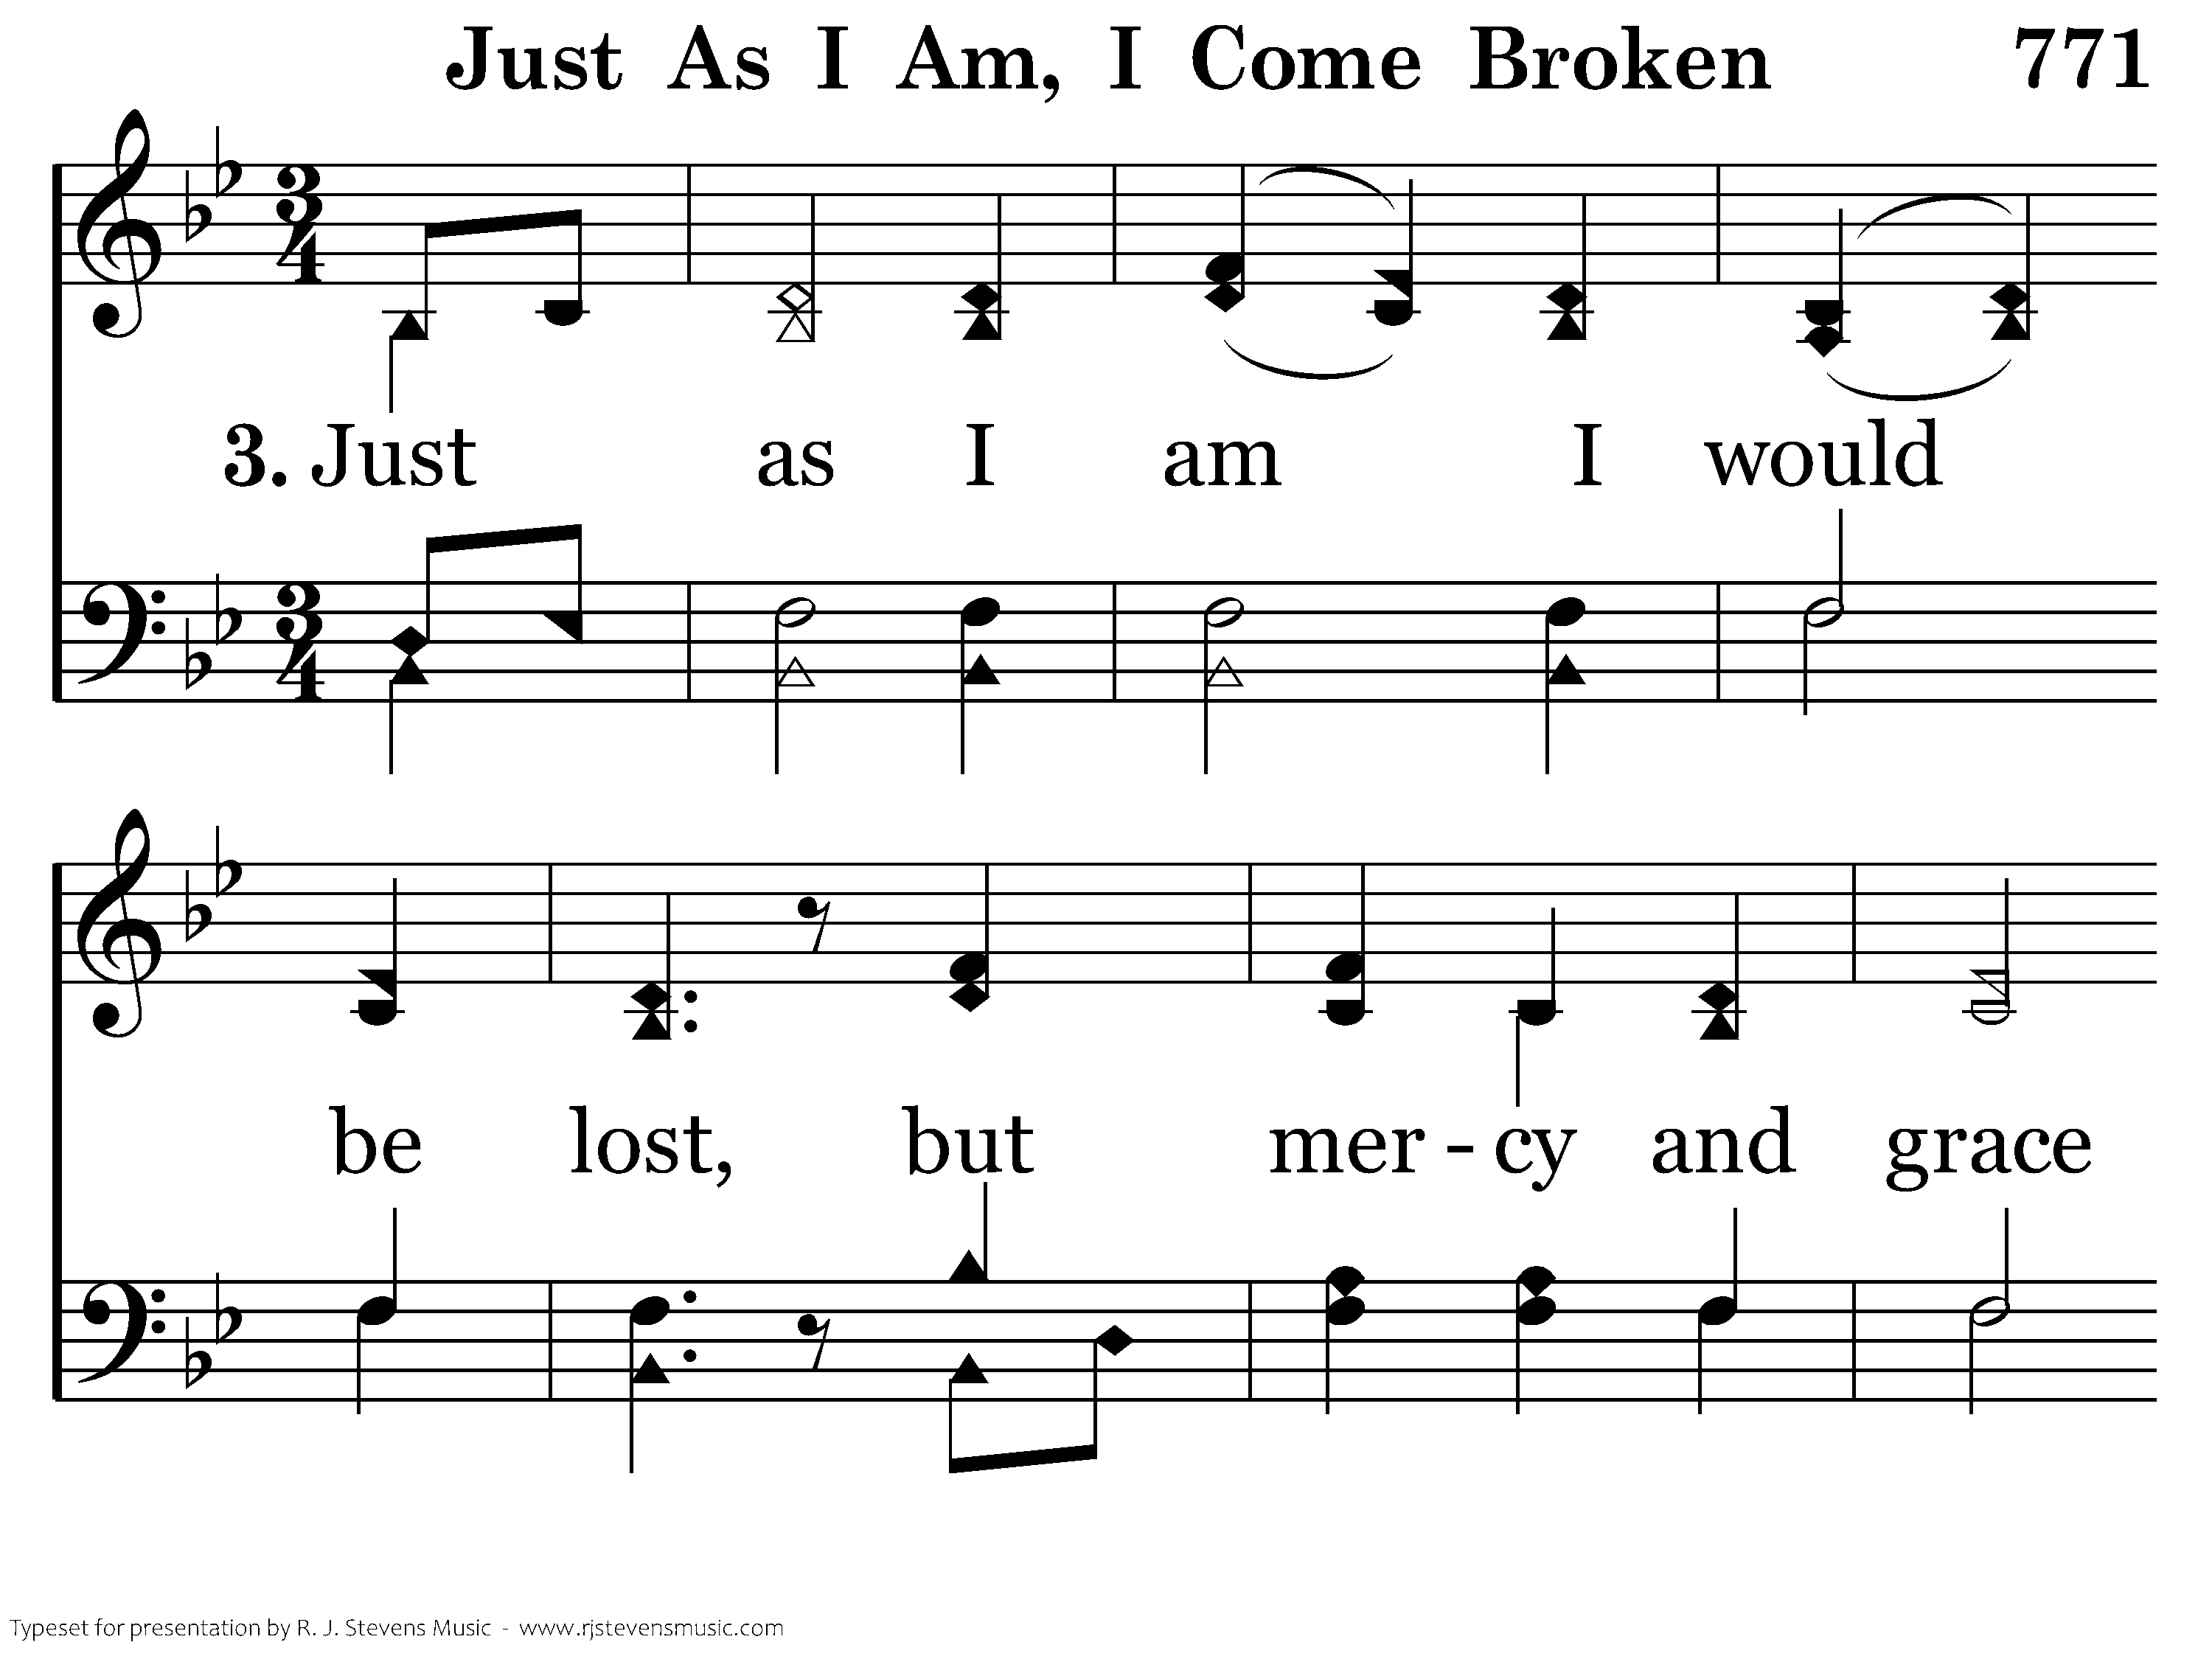 Just As I Am, I Come Broken 771
3. Just as I am I would
be lost, but mer - cy and grace
Typeset for presentation by R. J. Stevens Music - www.rjstevensmusic.com